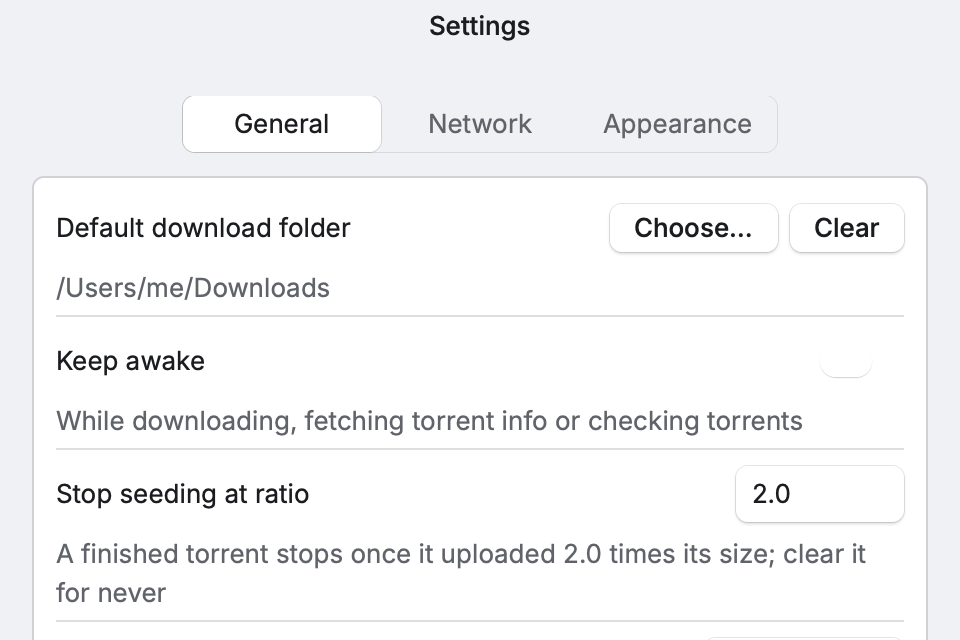 Settings
General Network Appearance
Default download folder Choose... Clear
/Users/me/Downloads
Keep awake
While downloading, fetching torrent info or checking torrents
Stop seeding at ratio 2.0
A finished torrent stops once it uploaded 2.0 times its size; clear it
for never